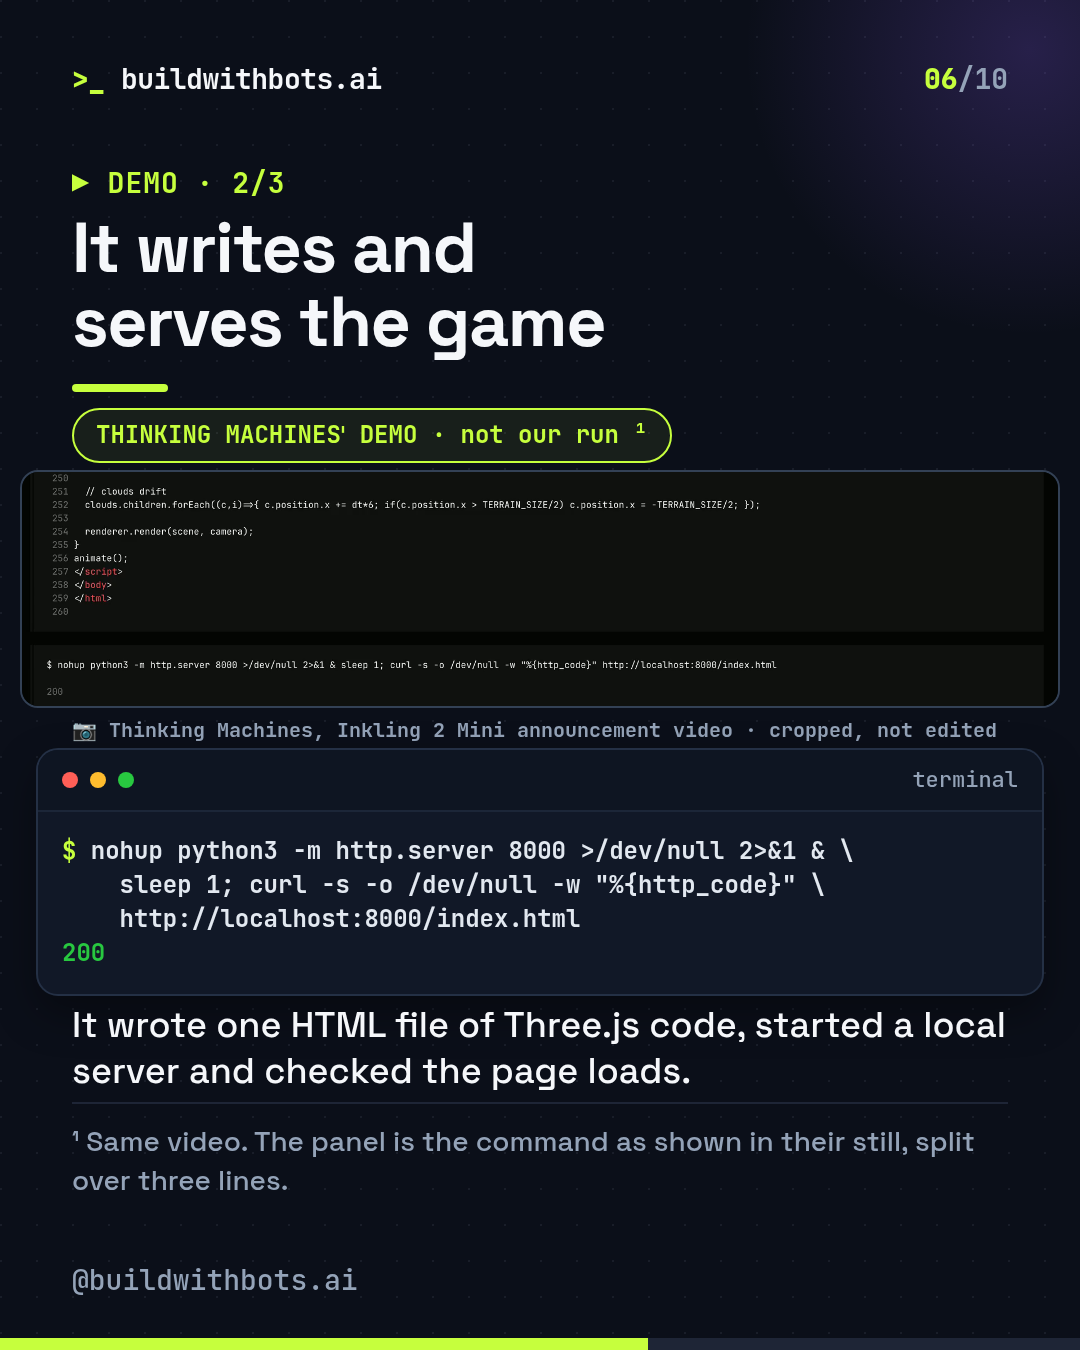 >_ buildwithbots.ai
06/10
▶ DEMO · 2/3
It writes and
serves the game
THINKING MACHINES' DEMO · not our run ¹
250
251 // clouds drift
252 clouds.children.forEach((c,i)=>{ c.position.x += dt*6; if(c.position.x > TERRAIN_SIZE/2) c.position.x = -TERRAIN_SIZE/2; });
253
254 renderer.render(scene, camera);
255 }
256 animate();
257 </script>
258 </body>
259 </html>
260
$ nohup python3 -m http.server 8000 >/dev/null 2>&1 & sleep 1; curl -s -o /dev/null -w "%{http_code}" http://localhost:8000/index.html
200
📷 Thinking Machines, Inkling 2 Mini announcement video · cropped, not edited
terminal
$ nohup python3 -m http.server 8000 >/dev/null 2>&1 & \
sleep 1; curl -s -o /dev/null -w "%{http_code}" \
http://localhost:8000/index.html
200
It wrote one HTML file of Three.js code, started a local
server and checked the page loads.
¹ Same video. The panel is the command as shown in their still, split
over three lines.
@buildwithbots.ai